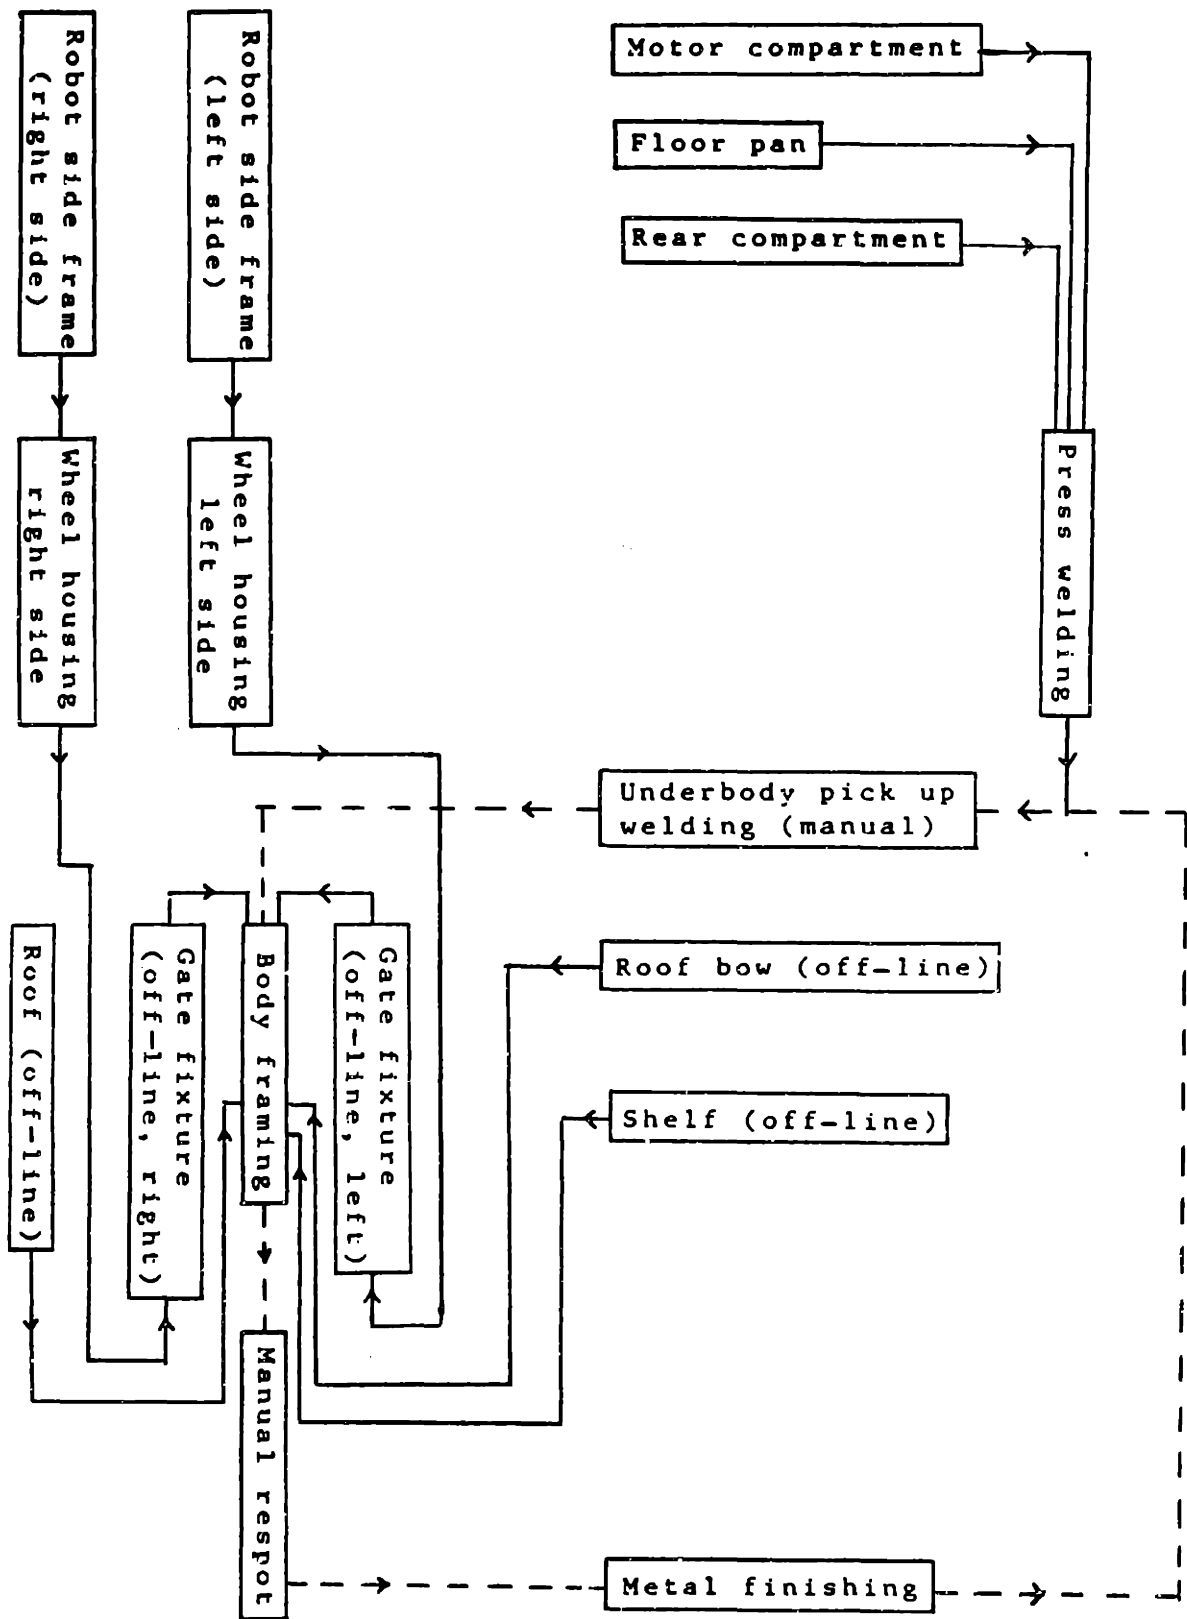 Robot side frame
(right side)
Robot side frame
(left side)
Motor compartment
Floor pan
Rear compartment
Wheel housing
right side
Wheel housing
left side
Press welding
Underbody pick up
welding (manual)
Roof (off-line)
Gate fixture
(off-line, right)
Body framing
Gate fixture
(off-line, left)
Roof bow (off-line)
Shelf (off-line)
Manual respot
Metal finishing